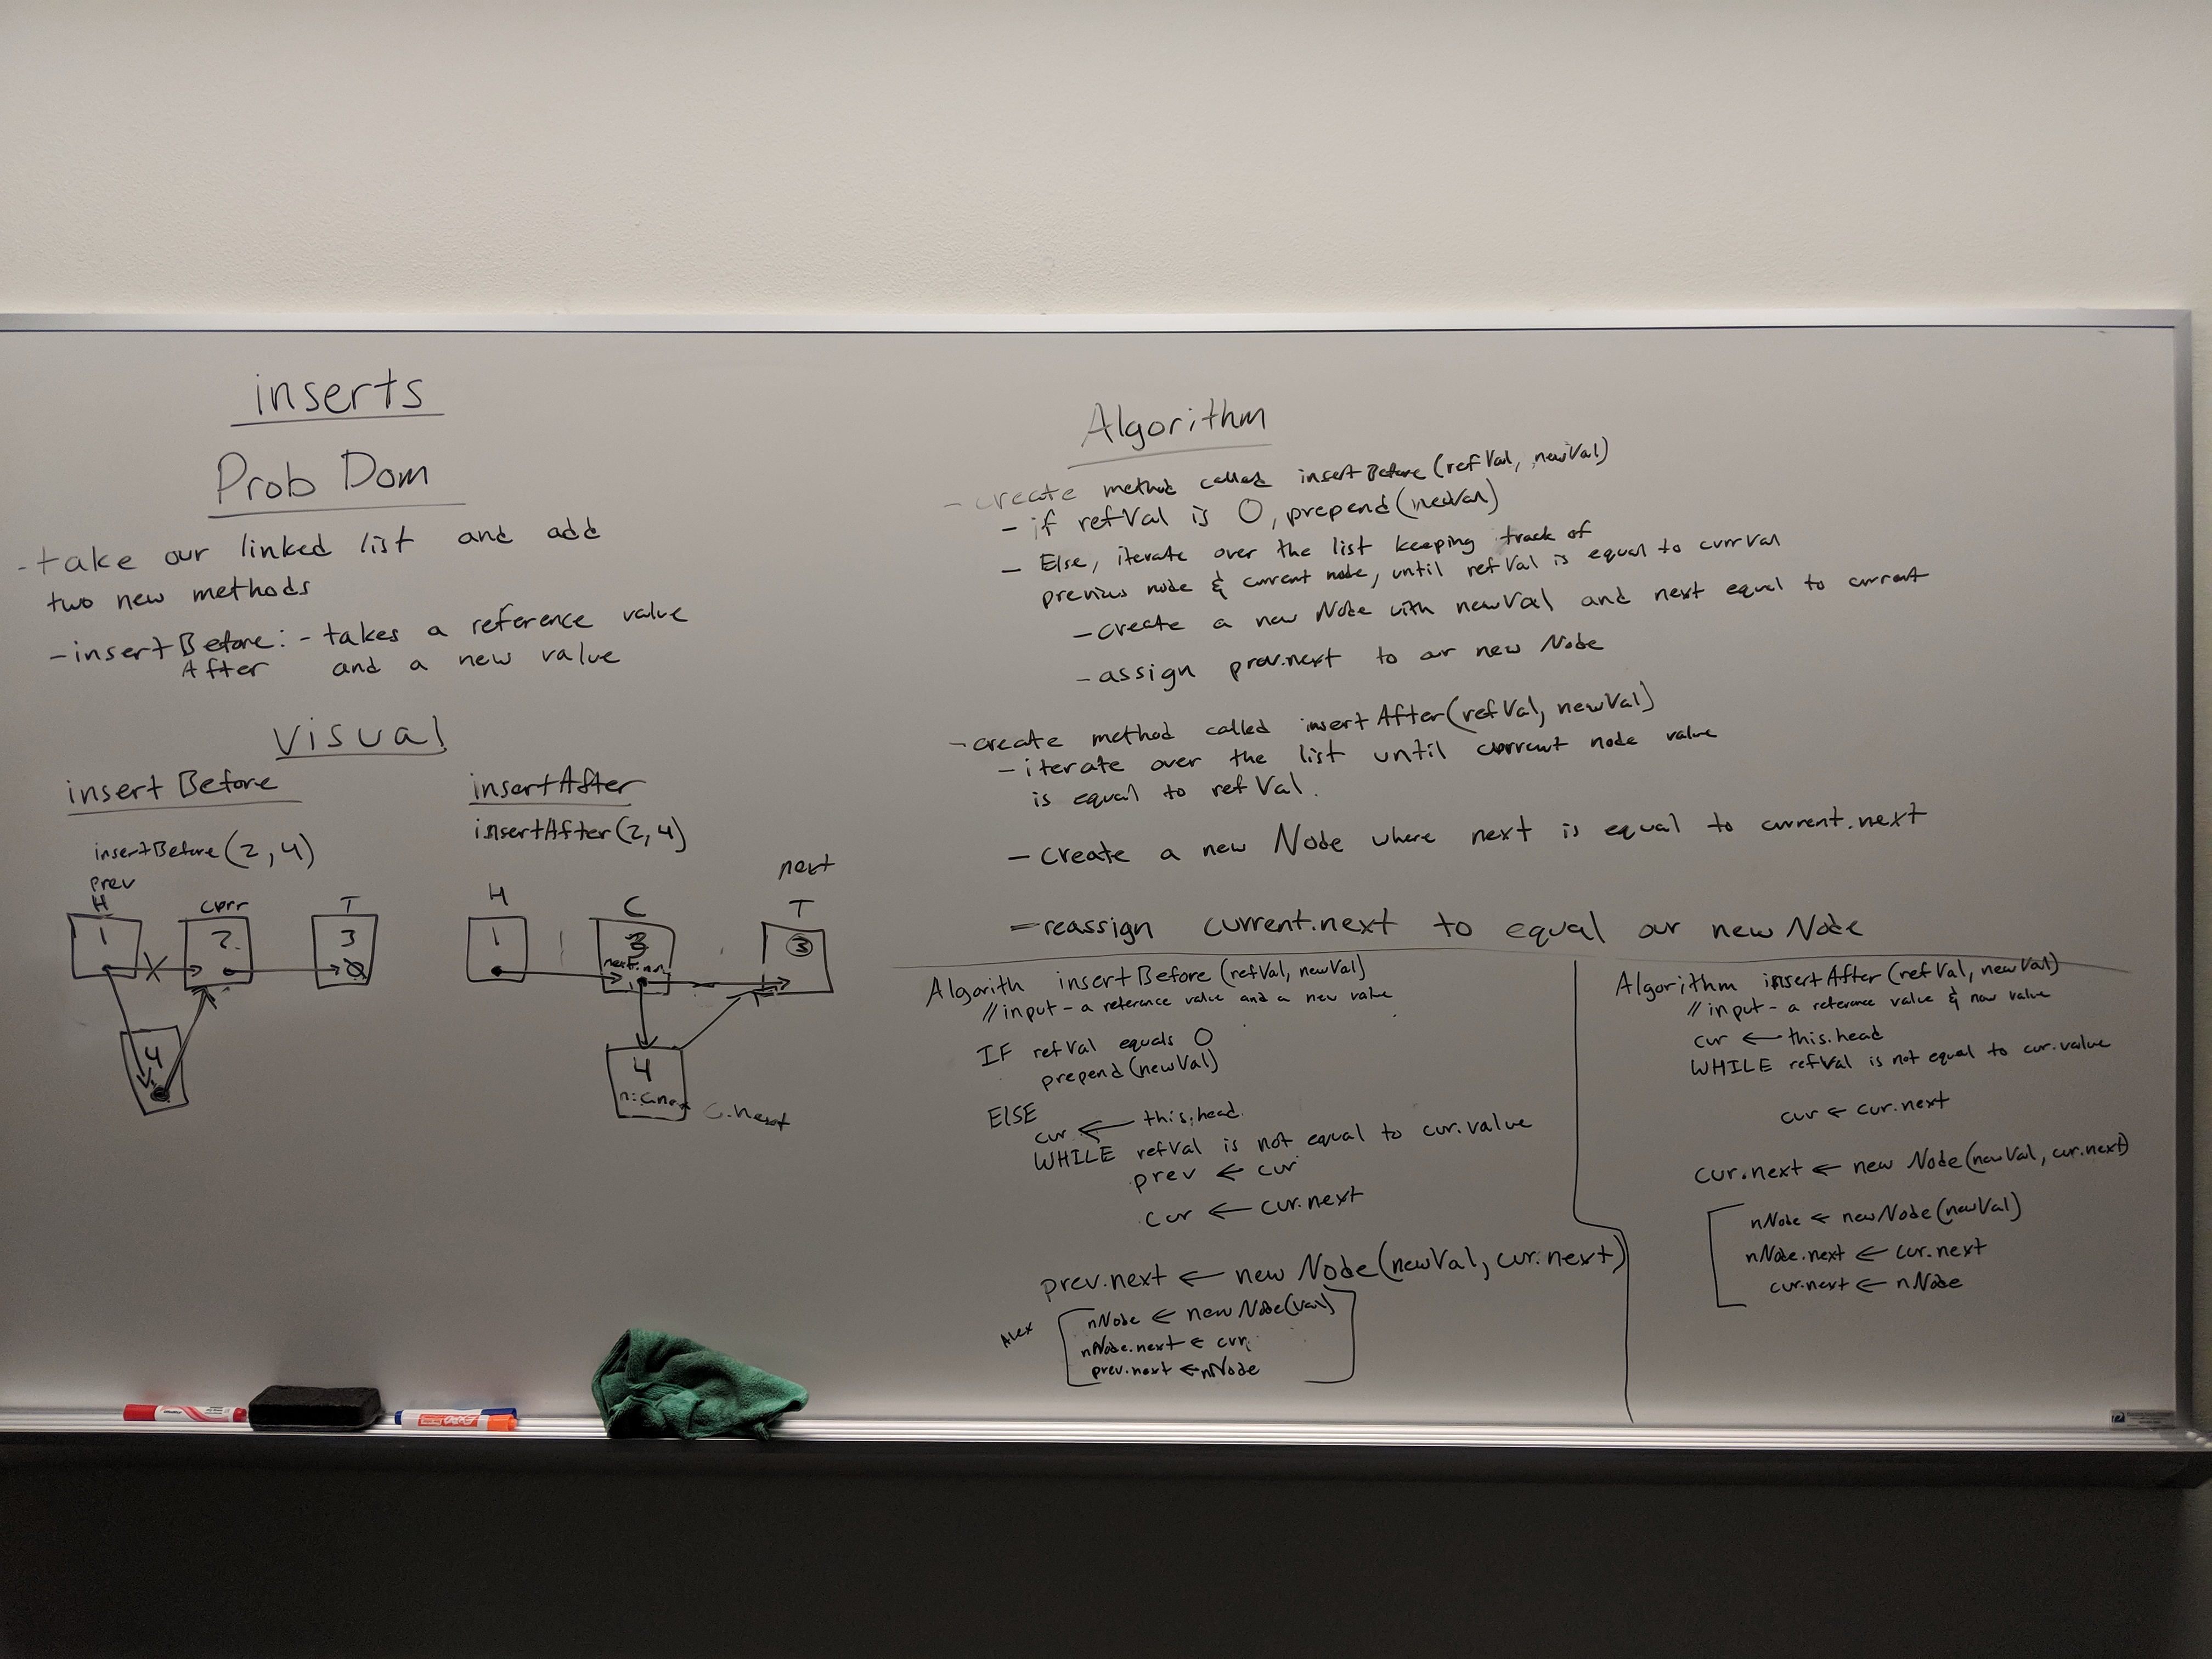 inserts
Prob Dom
- take our linked list and add
two new methods
- insert Before: - takes a reference value
After and a new value
Visual
insert Before
insertBefore (2, 4)
prev
H curr T
1 2 3
4
insertAfter
insertAfter (2, 4)
next
H C T
1 3
4
c.next
Algorithm
- create method called insertBefore (refVal, newVal)
- if refVal is 0, prepend (newVal)
- Else, iterate over the list keeping track of
previous node & current node, until refVal is equal to currVal
- create a new Node with newVal and next equal to current
- assign prev.next to our new Node
- create method called insertAfter (refVal, newVal)
- iterate over the list until current node value
is equal to refVal.
- Create a new Node where next is equal to current.next
- reassign current.next to equal our new Node
Algorith insertBefore (refVal, newVal)
// input - a reference value and a new value
IF refVal equals 0
prepend (newVal)
ELSE
cur ← this.head
WHILE refVal is not equal to cur.value
prev ← cur
cur ← cur.next
prev.next ← new Node (newVal, cur.next)
Alex
nNode ← new Node (val)
nNode.next ← cur
prev.next ← nNode
Algorithm insertAfter (refVal, newVal)
// input - a reference value & new value
cur ← this.head
WHILE refVal is not equal to cur.value
cur ← cur.next
cur.next ← new Node (newVal, cur.next)
nNode ← new Node (newVal)
nNode.next ← cur.next
cur.next ← nNode